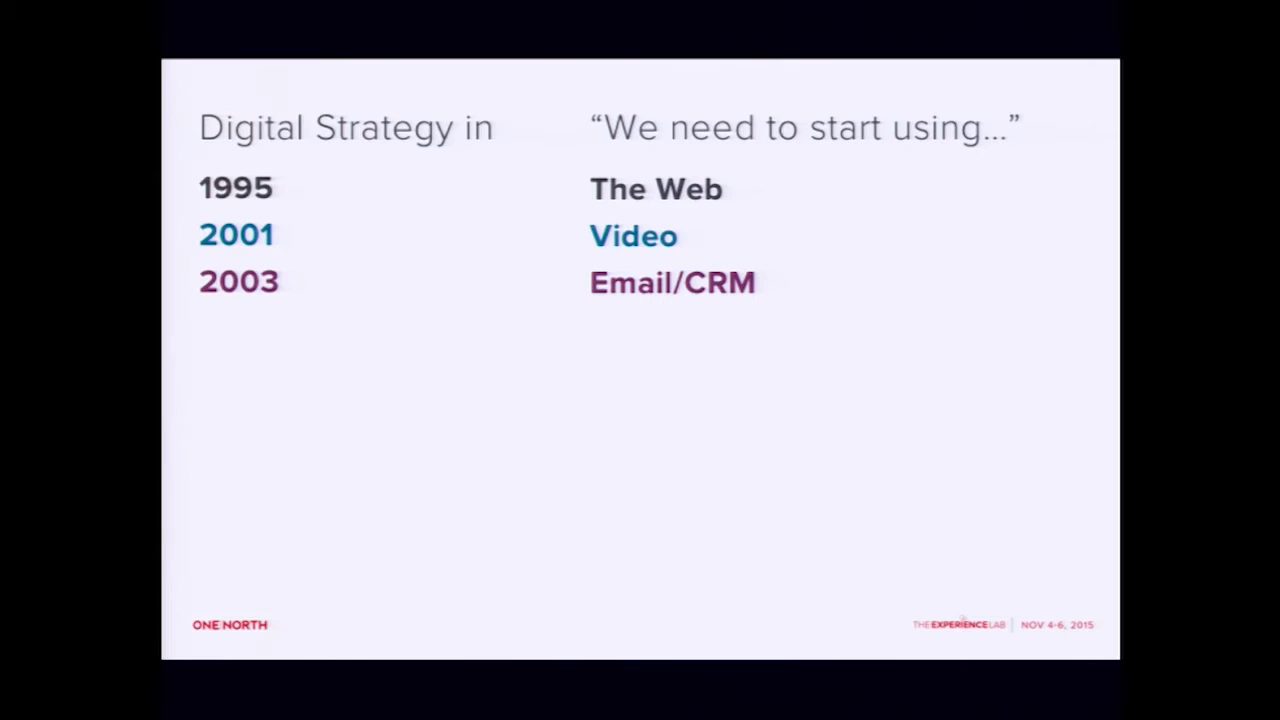 Digital Strategy in “We need to start using...”
1995 The Web
2001 Video
2003 Email/CRM
ONE NORTH THE EXPERIENCE LAB | NOV 4-6, 2015